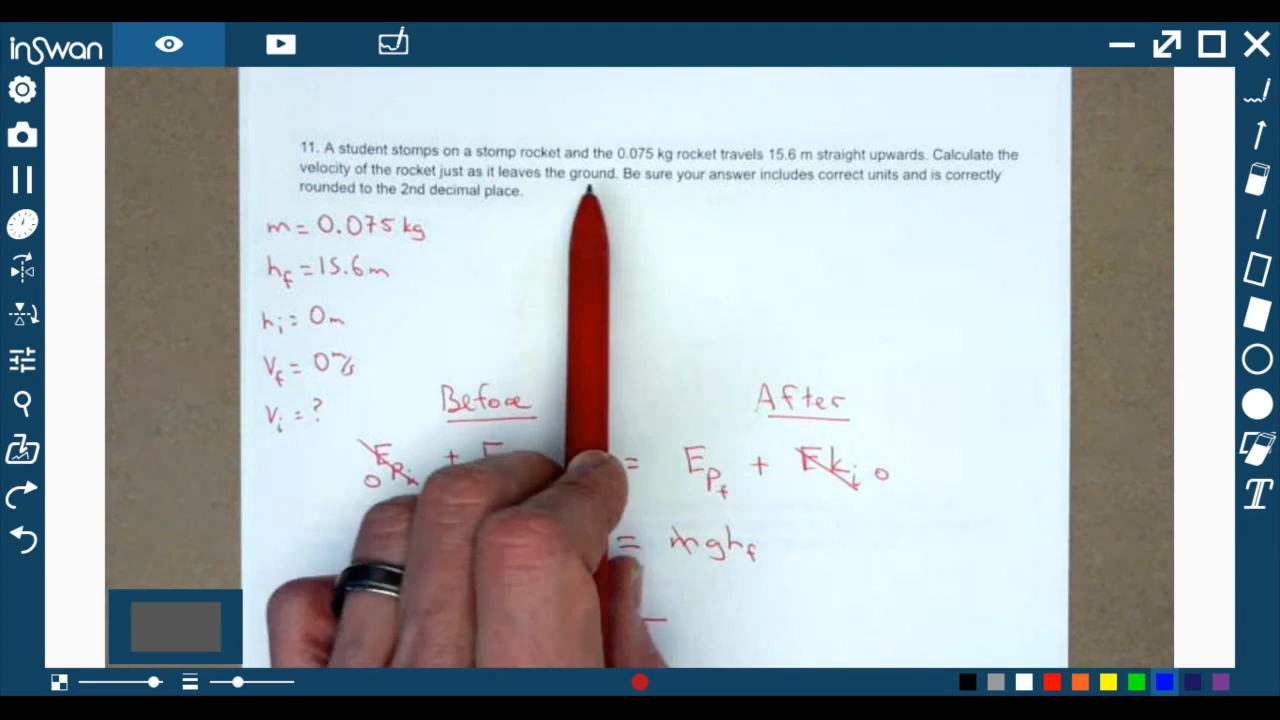 inSwan
11. A student stomps on a stomp rocket and the 0.075 kg rocket travels 15.6 m straight upwards. Calculate the
velocity of the rocket just as it leaves the ground. Be sure your answer includes correct units and is correctly
rounded to the 2nd decimal place.
m = 0.075 kg
hf = 15.6 m
hi = 0 m
Vf = 0 m/s
Vi = ?
Before After
0 EPi + E = EPf + Eki 0
= mghf
T